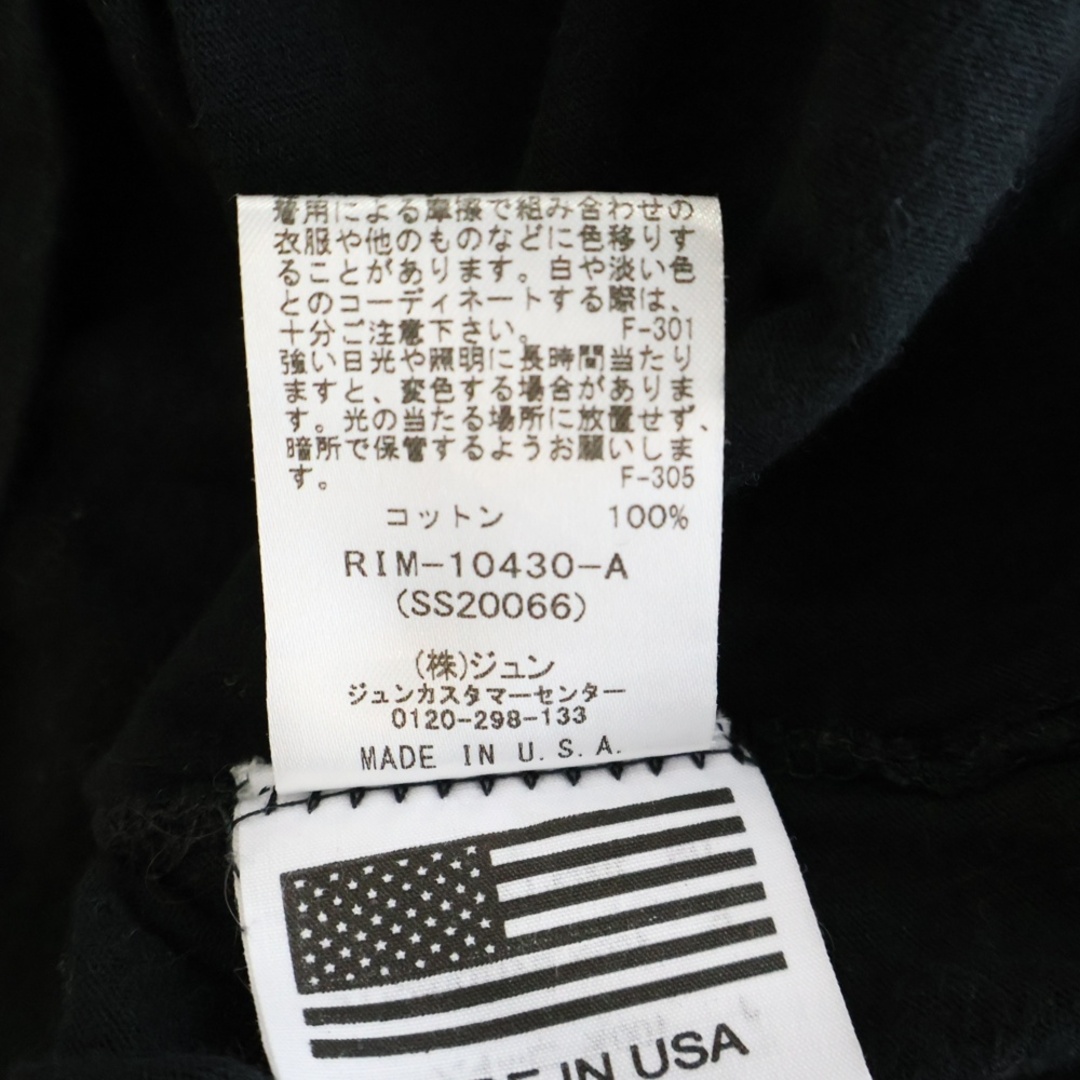 着用による摩擦で組み合わせの
衣服や他のものなどに色移りす
ることがあります。白や淡い色
とのコーディネートする際は、
十分ご注意下さい。 F-301
強い日光や照明に長時間当たり
ますと、変色する場合がありま
す。光の当たる場所に放置せず、
暗所で保管するようお願いしま
す。 F-305
コットン 100%
RIM-10430-A
(SS20066)
(株)ジュン
ジュンカスタマーセンター
0120-298-133
MADE IN U.S.A.
IN USA